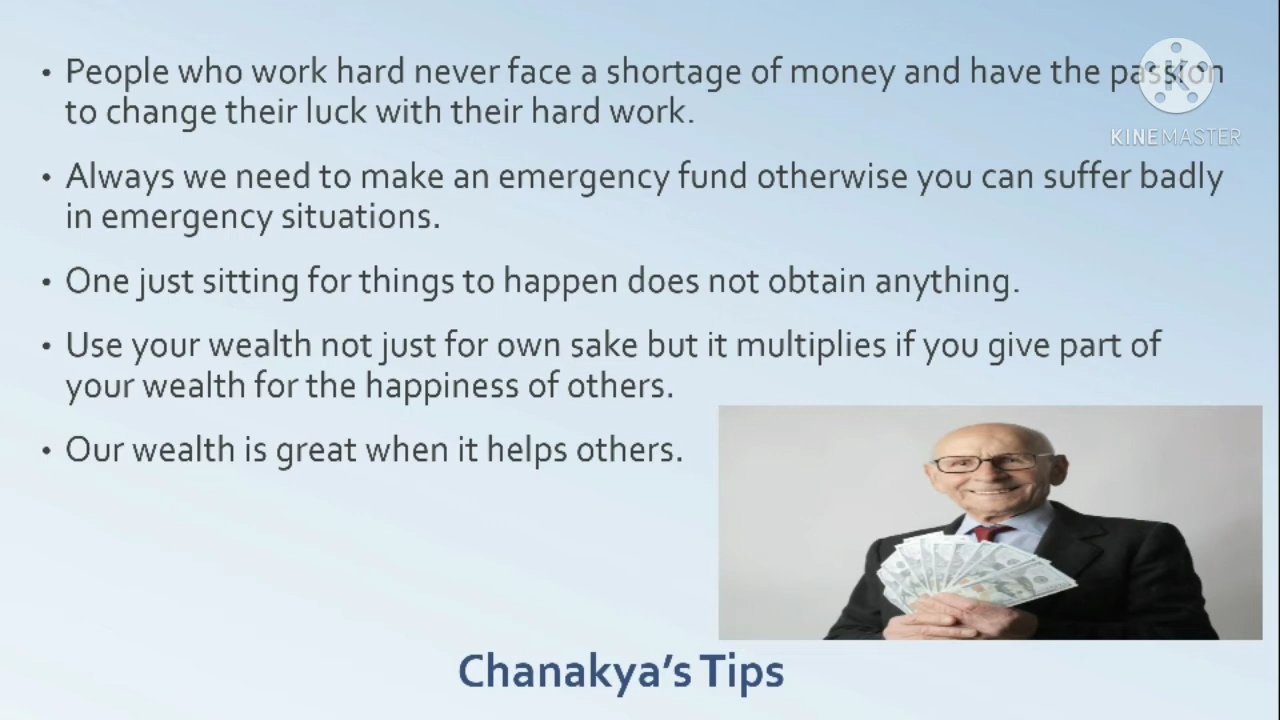 • People who work hard never face a shortage of money and have the passion
to change their luck with their hard work.
• Always we need to make an emergency fund otherwise you can suffer badly
in emergency situations.
• One just sitting for things to happen does not obtain anything.
• Use your wealth not just for own sake but it multiplies if you give part of
your wealth for the happiness of others.
• Our wealth is great when it helps others.
Chanakya's Tips
K
KINEMASTER